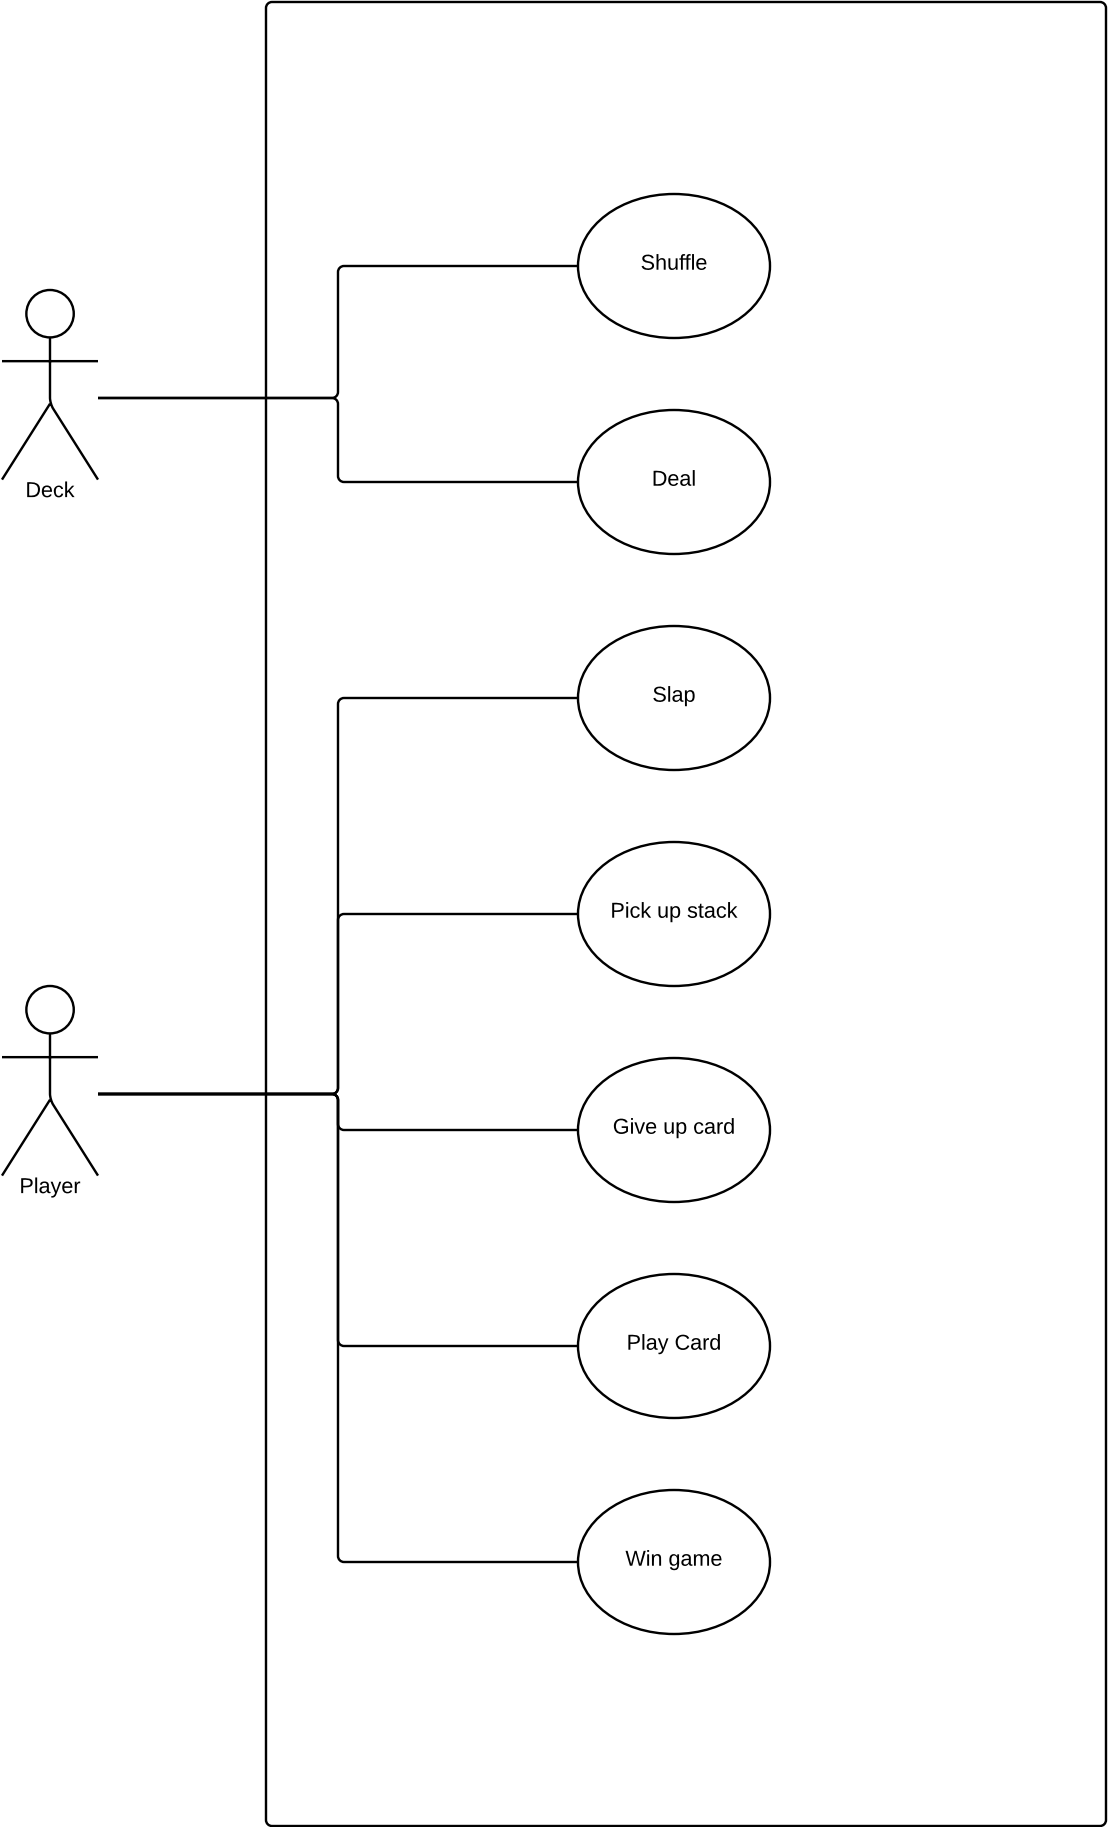 Shuffle
Deck
Deal
Slap
Pick up stack
Give up card
Player
Play Card
Win game